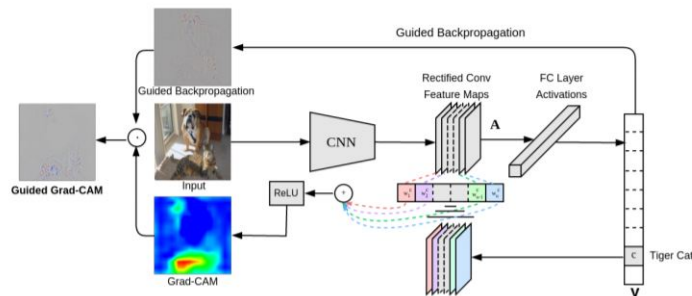 Guided Backpropagation
Guided Backpropagation
Rectified Conv
Feature Maps
FC Layer
Activations
A
CNN
Guided Grad-CAM
Input
ReLU
+
Grad-CAM
C
Tiger Cat